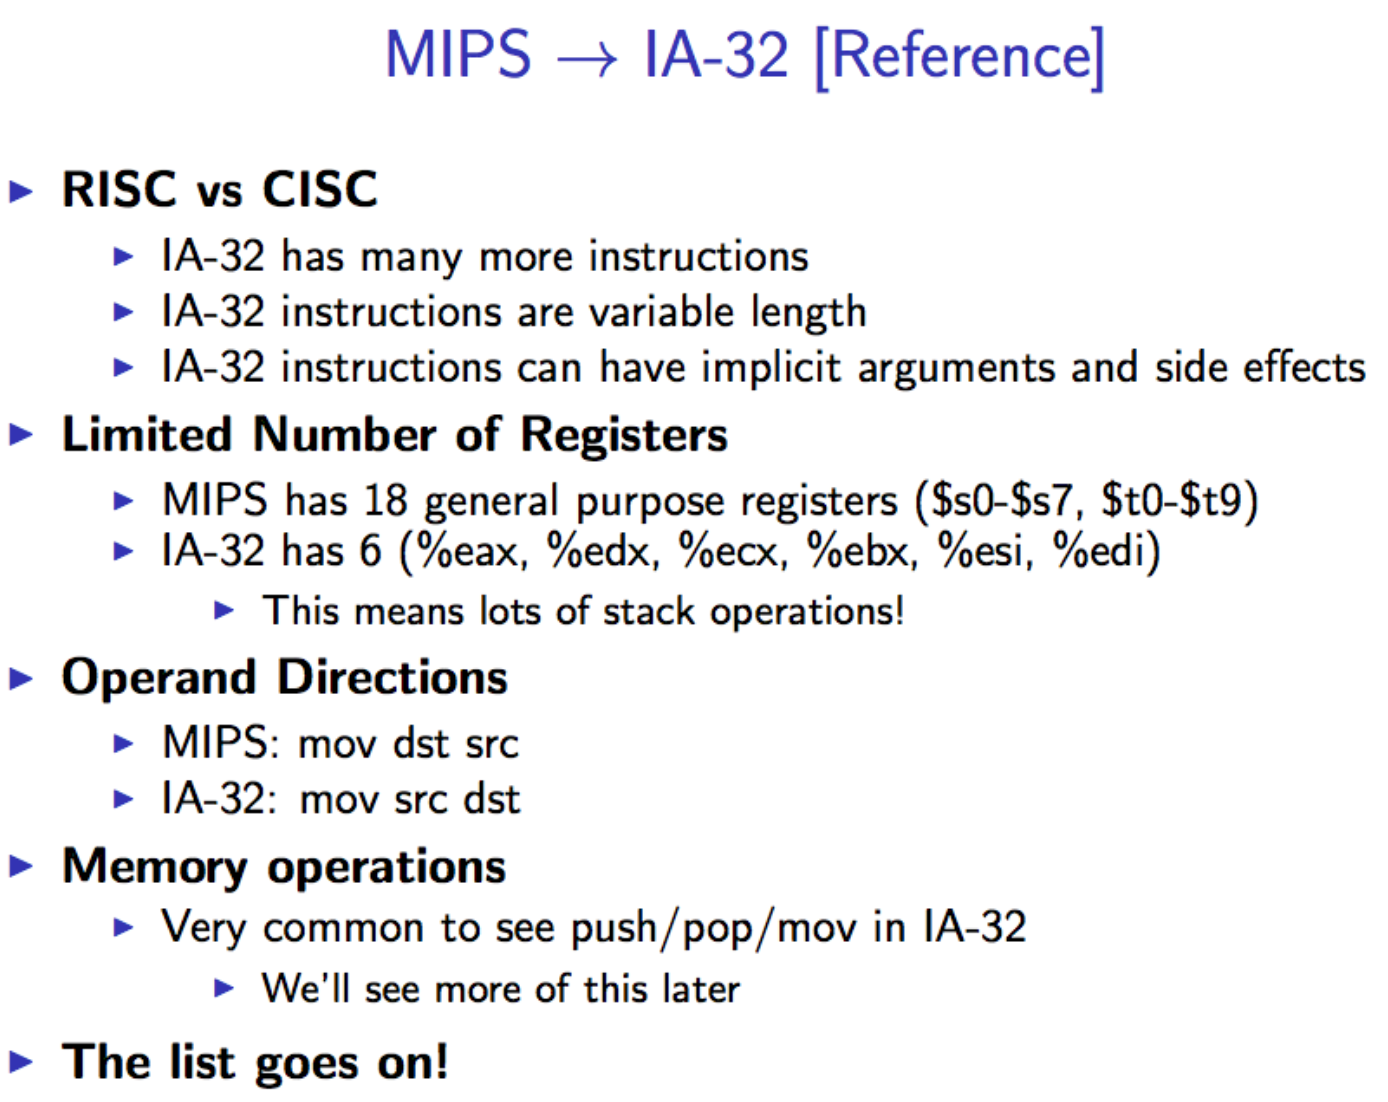 MIPS → IA-32 [Reference]
RISC vs CISC
IA-32 has many more instructions
IA-32 instructions are variable length
IA-32 instructions can have implicit arguments and side effects
Limited Number of Registers
MIPS has 18 general purpose registers ($s0-$s7, $t0-$t9)
IA-32 has 6 (%eax, %edx, %ecx, %ebx, %esi, %edi)
This means lots of stack operations!
Operand Directions
MIPS: mov dst src
IA-32: mov src dst
Memory operations
Very common to see push/pop/mov in IA-32
We'll see more of this later
The list goes on!